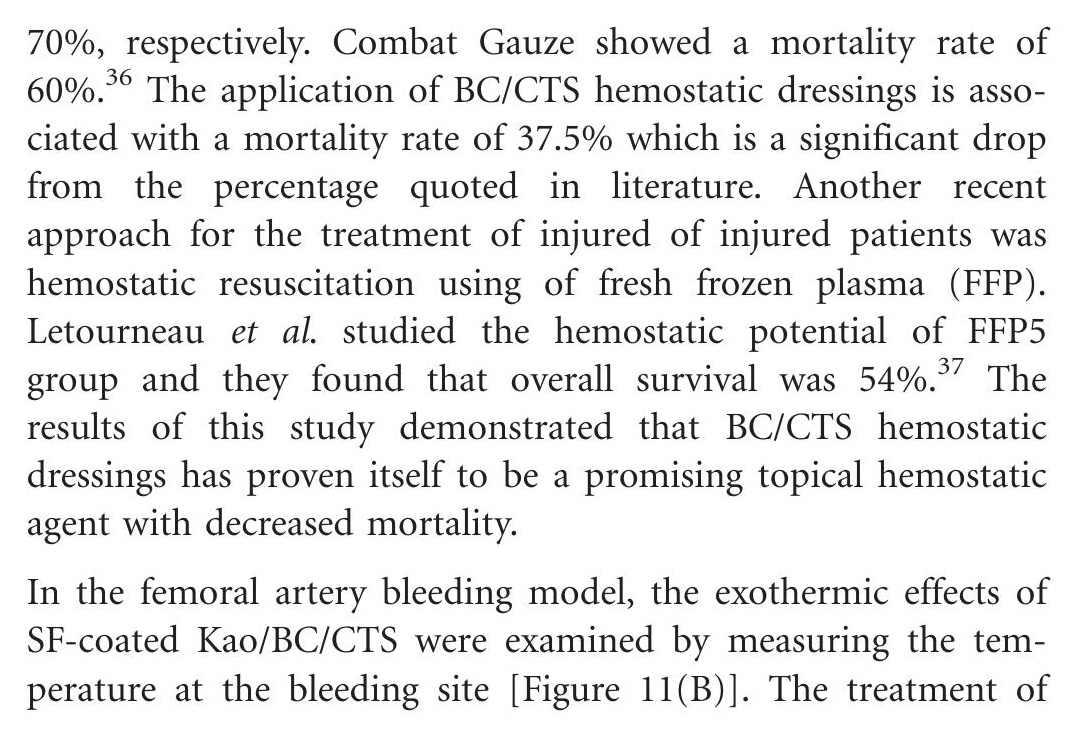 70%, respectively. Combat Gauze showed a mortality rate of
60%.36 The application of BC/CTS hemostatic dressings is asso-
ciated with a mortality rate of 37.5% which is a significant drop
from the percentage quoted in literature. Another recent
approach for the treatment of injured of injured patients was
hemostatic resuscitation using of fresh frozen plasma (FFP).
Letourneau et al. studied the hemostatic potential of FFP5
group and they found that overall survival was 54%.37 The
results of this study demonstrated that BC/CTS hemostatic
dressings has proven itself to be a promising topical hemostatic
agent with decreased mortality.
In the femoral artery bleeding model, the exothermic effects of
SF-coated Kao/BC/CTS were examined by measuring the tem-
perature at the bleeding site [Figure 11(B)]. The treatment of